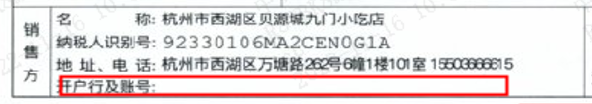 销售方
名称: 杭州市西湖区贝源城九门小吃店
纳税人识别号: 92330106MA2CEN0G1A
地址、电话: 杭州市西湖区万塘路262号6幢1楼101室 15503666615
开户行及账号: